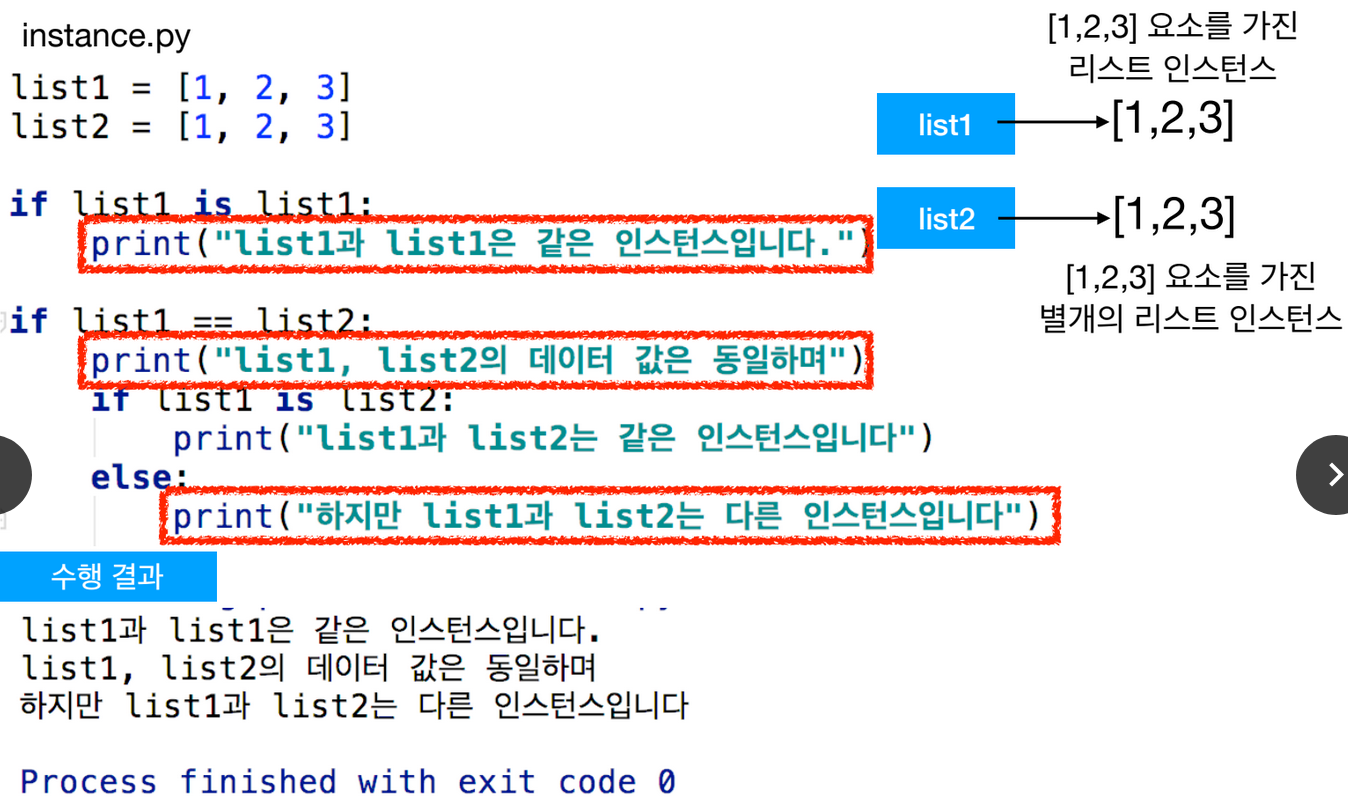 instance.py
list1 = [1, 2, 3]
list2 = [1, 2, 3]
if list1 is list1:
print("list1과 list1은 같은 인스턴스입니다.")
if list1 == list2:
print("list1, list2의 데이터 값은 동일하며")
if list1 is list2:
print("list1과 list2는 같은 인스턴스입니다")
else:
print("하지만 list1과 list2는 다른 인스턴스입니다")
[1,2,3] 요소를 가진
리스트 인스턴스
list1
[1,2,3]
list2
[1,2,3]
[1,2,3] 요소를 가진
별개의 리스트 인스턴스
수행 결과
list1과 list1은 같은 인스턴스입니다.
list1, list2의 데이터 값은 동일하며
하지만 list1과 list2는 다른 인스턴스입니다
Process finished with exit code 0